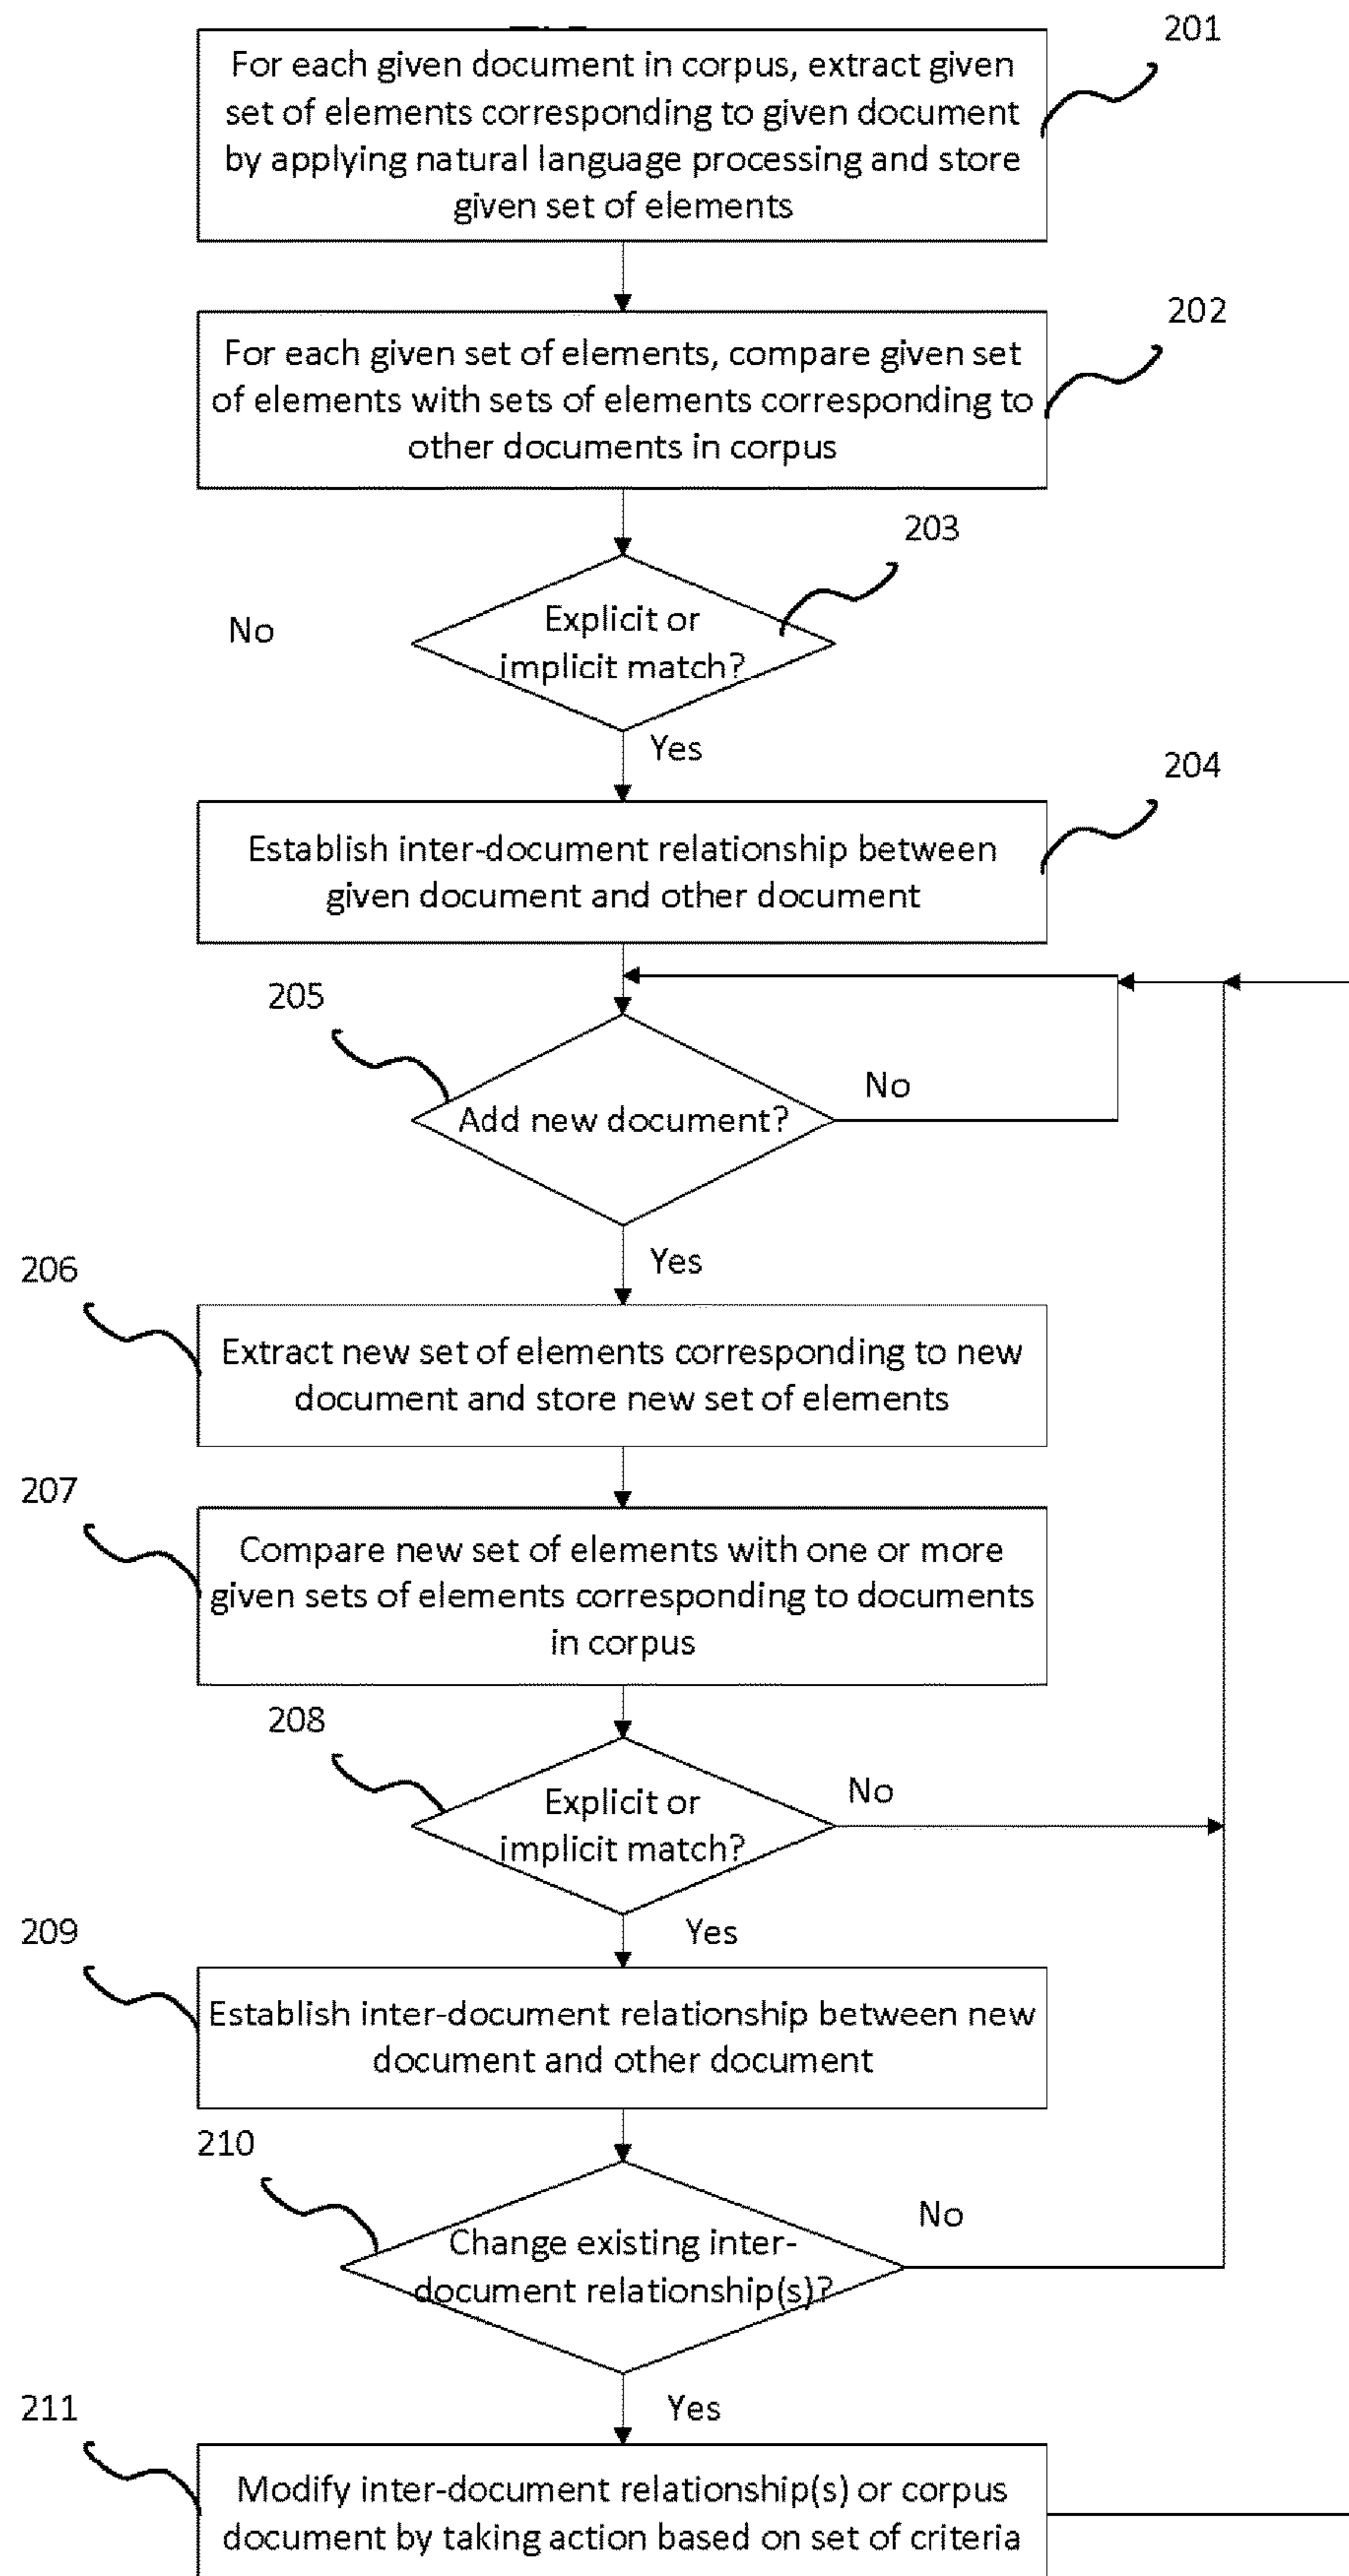 201
For each given document in corpus, extract given
set of elements corresponding to given document
by applying natural language processing and store
given set of elements
202
For each given set of elements, compare given set
of elements with sets of elements corresponding to
other documents in corpus
203
No
Explicit or
implicit match?
Yes
204
Establish inter-document relationship between
given document and other document
205
No
Add new document?
Yes
206
Extract new set of elements corresponding to new
document and store new set of elements
207
Compare new set of elements with one or more
given sets of elements corresponding to documents
in corpus
208
No
Explicit or
implicit match?
Yes
209
Establish inter-document relationship between new
document and other document
210
No
Change existing inter-
document relationship(s)?
Yes
211
Modify inter-document relationship(s) or corpus
document by taking action based on set of criteria